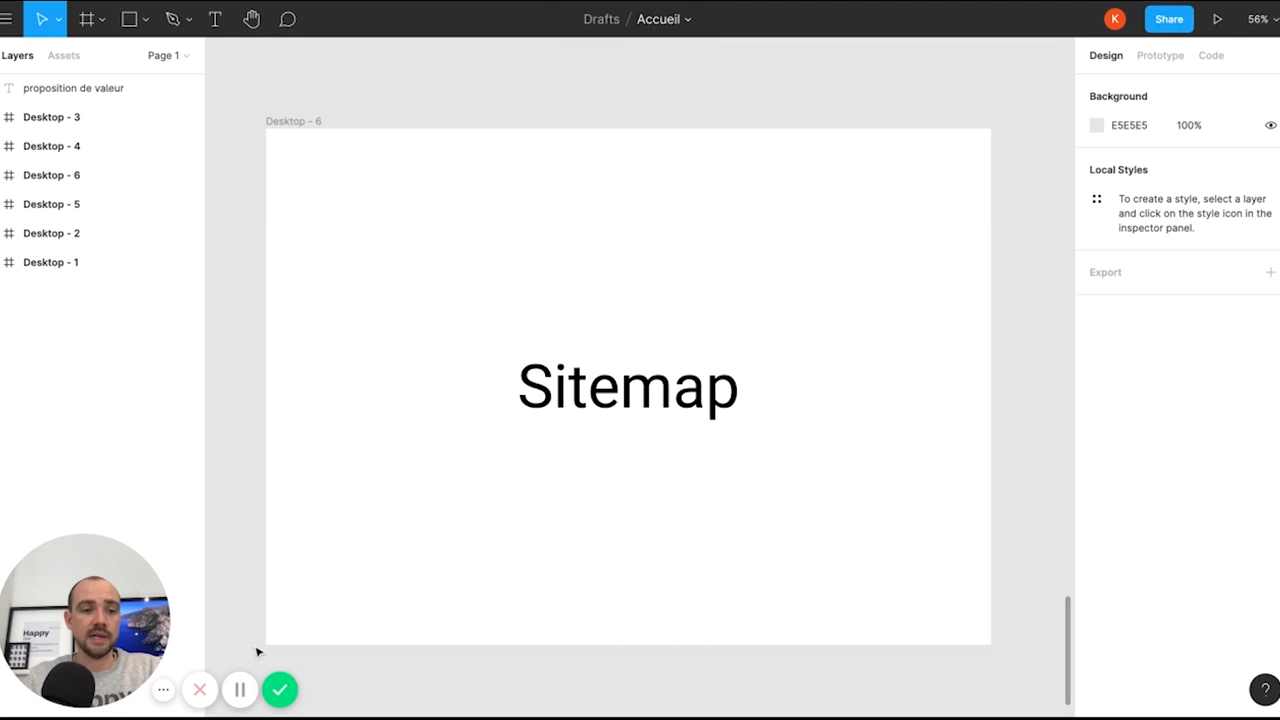 Drafts / Accueil
K
Share
56%
Layers
Assets
Page 1
proposition de valeur
Desktop - 3
Desktop - 4
Desktop - 6
Desktop - 5
Desktop - 2
Desktop - 1
Desktop - 6
Sitemap
Design
Prototype
Code
Background
E5E5E5
100%
Local Styles
To create a style, select a layer
and click on the style icon in the
inspector panel.
Export
Happy
?